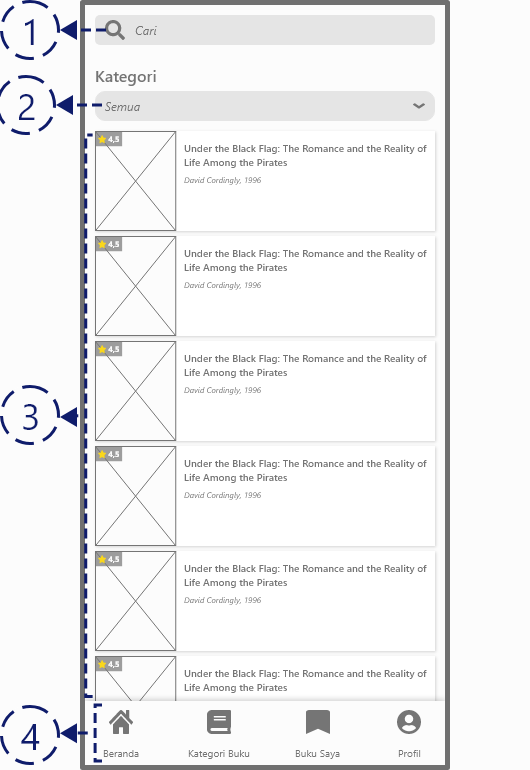 1
Cari
Kategori
2
Semua
4,5
Under the Black Flag: The Romance and the Reality of
Life Among the Pirates
David Cordingly, 1996
4,5
Under the Black Flag: The Romance and the Reality of
Life Among the Pirates
David Cordingly, 1996
4,5
Under the Black Flag: The Romance and the Reality of
Life Among the Pirates
David Cordingly, 1996
3
4,5
Under the Black Flag: The Romance and the Reality of
Life Among the Pirates
David Cordingly, 1996
4,5
Under the Black Flag: The Romance and the Reality of
Life Among the Pirates
David Cordingly, 1996
4,5
Under the Black Flag: The Romance and the Reality of
Life Among the Pirates
4
Beranda Kategori Buku Buku Saya Profil